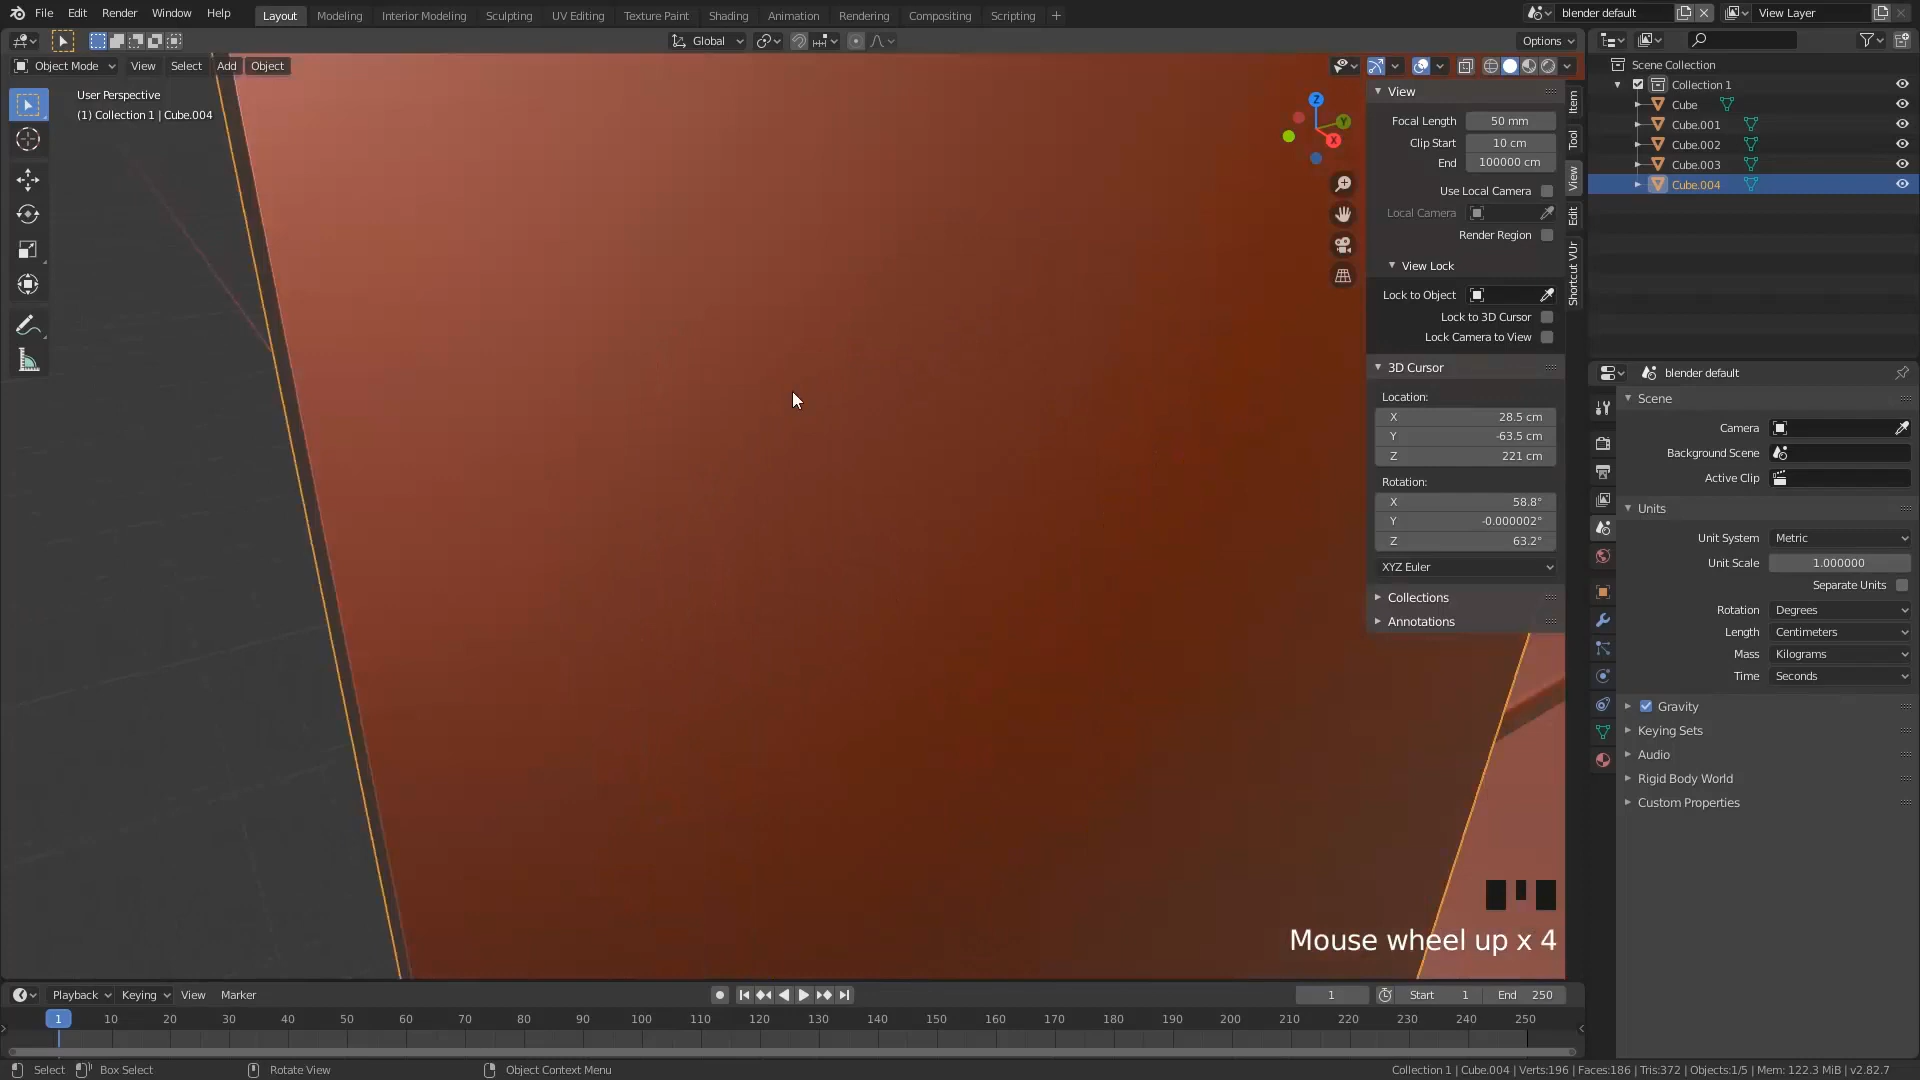 File Edit Render Window Help
Layout Modeling Interior Modeling Sculpting UV Editing Texture Paint Shading Animation Rendering Compositing Scripting +
blender default
View Layer
Global
Options
Object Mode View Select Add Object
User Perspective
(1) Collection 1 | Cube.004
Z
Y
X
View
Focal Length 50 mm
Clip Start 10 cm
End 100000 cm
Use Local Camera
Local Camera
Render Region
View Lock
Lock to Object
Lock to 3D Cursor
Lock Camera to View
3D Cursor
Location:
X 28.5 cm
Y -63.5 cm
Z 221 cm
Rotation:
X 58.8°
Y -0.000002°
Z 63.2°
XYZ Euler
Collections
Annotations
Item
Tool
View
Edit
Shortcut VUr
Scene Collection
Collection 1
Cube
Cube.001
Cube.002
Cube.003
Cube.004
blender default
Scene
Camera
Background Scene
Active Clip
Units
Unit System Metric
Unit Scale 1.000000
Separate Units
Rotation Degrees
Length Centimeters
Mass Kilograms
Time Seconds
Gravity
Keying Sets
Audio
Rigid Body World
Custom Properties
Mouse wheel up x 4
Playback Keying View Marker
1 Start 1 End 250
1 10 20 30 40 50 60 70 80 90 100 110 120 130 140 150 160 170 180 190 200 210 220 230 240 250
Select Box Select Rotate View Object Context Menu
Collection 1 | Cube.004 | Verts:196 | Faces:186 | Tris:372 | Objects:1/5 | Mem: 122.3 MiB | v2.82.7